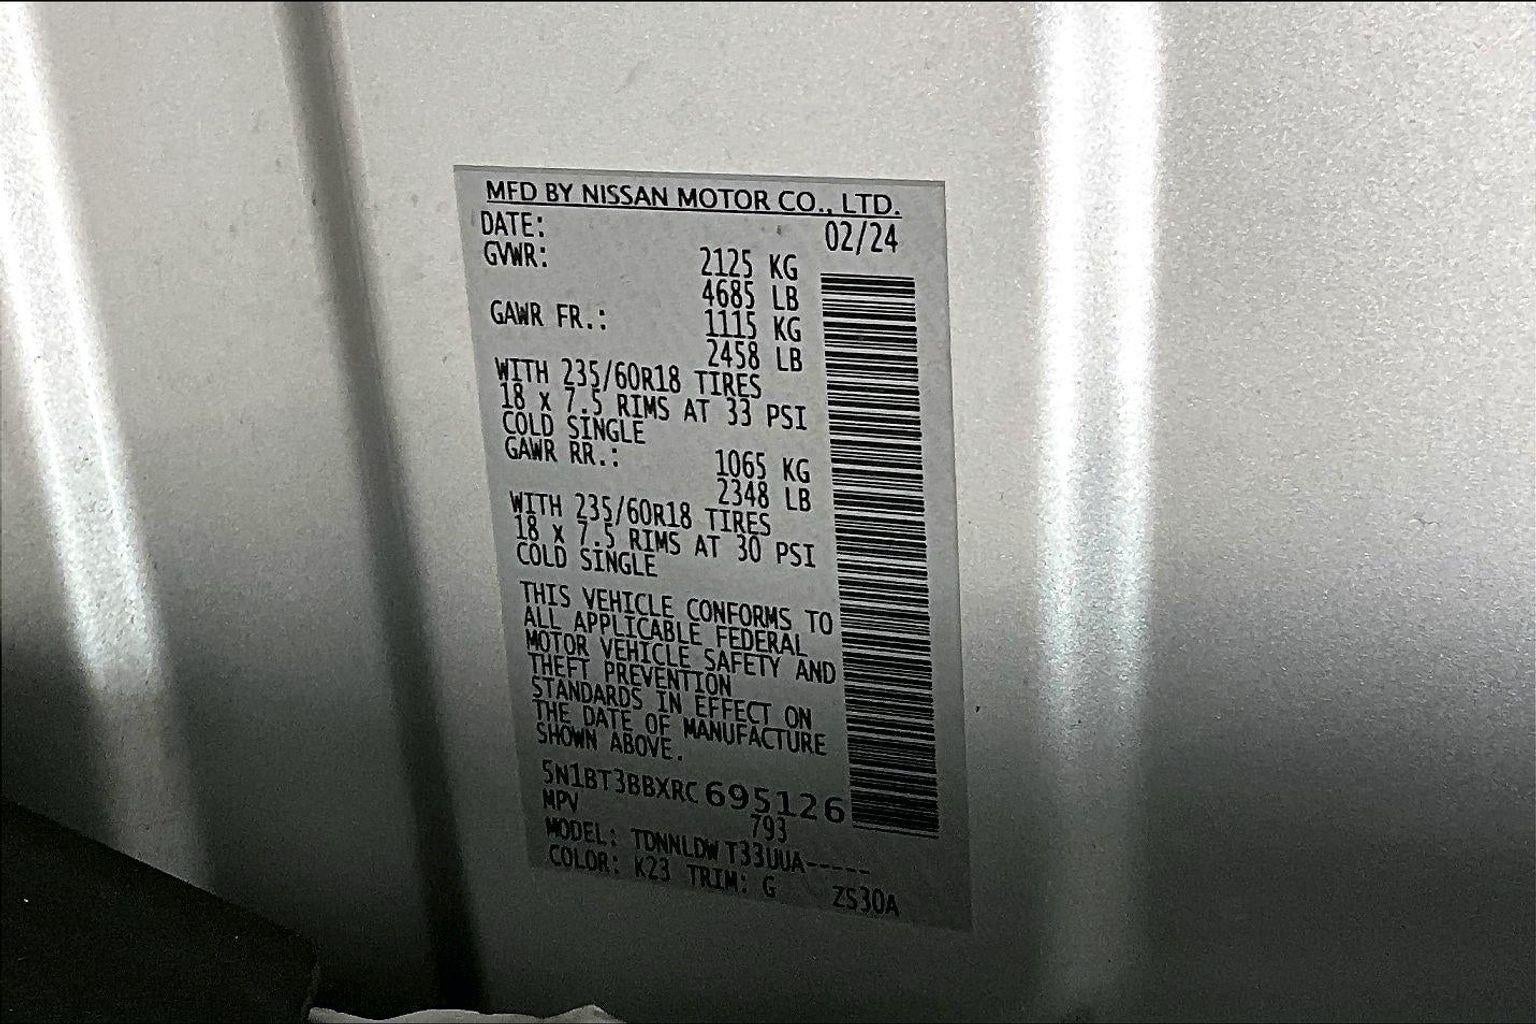 MFD BY NISSAN MOTOR CO., LTD.
DATE: 02/24
GVWR: 2125 KG
4685 LB
GAWR FR.: 1115 KG
2458 LB
WITH 235/60R18 TIRES
18 x 7.5 RIMS AT 33 PSI
COLD SINGLE
GAWR RR.: 1065 KG
2348 LB
WITH 235/60R18 TIRES
18 x 7.5 RIMS AT 30 PSI
COLD SINGLE
THIS VEHICLE CONFORMS TO
ALL APPLICABLE FEDERAL
MOTOR VEHICLE SAFETY AND
THEFT PREVENTION
STANDARDS IN EFFECT ON
THE DATE OF MANUFACTURE
SHOWN ABOVE.
5N1BT3BBXRC695126
MPV 793
MODEL: TDNNLDW T33UUA-----
COLOR: K23 TRIM: G ZS30A